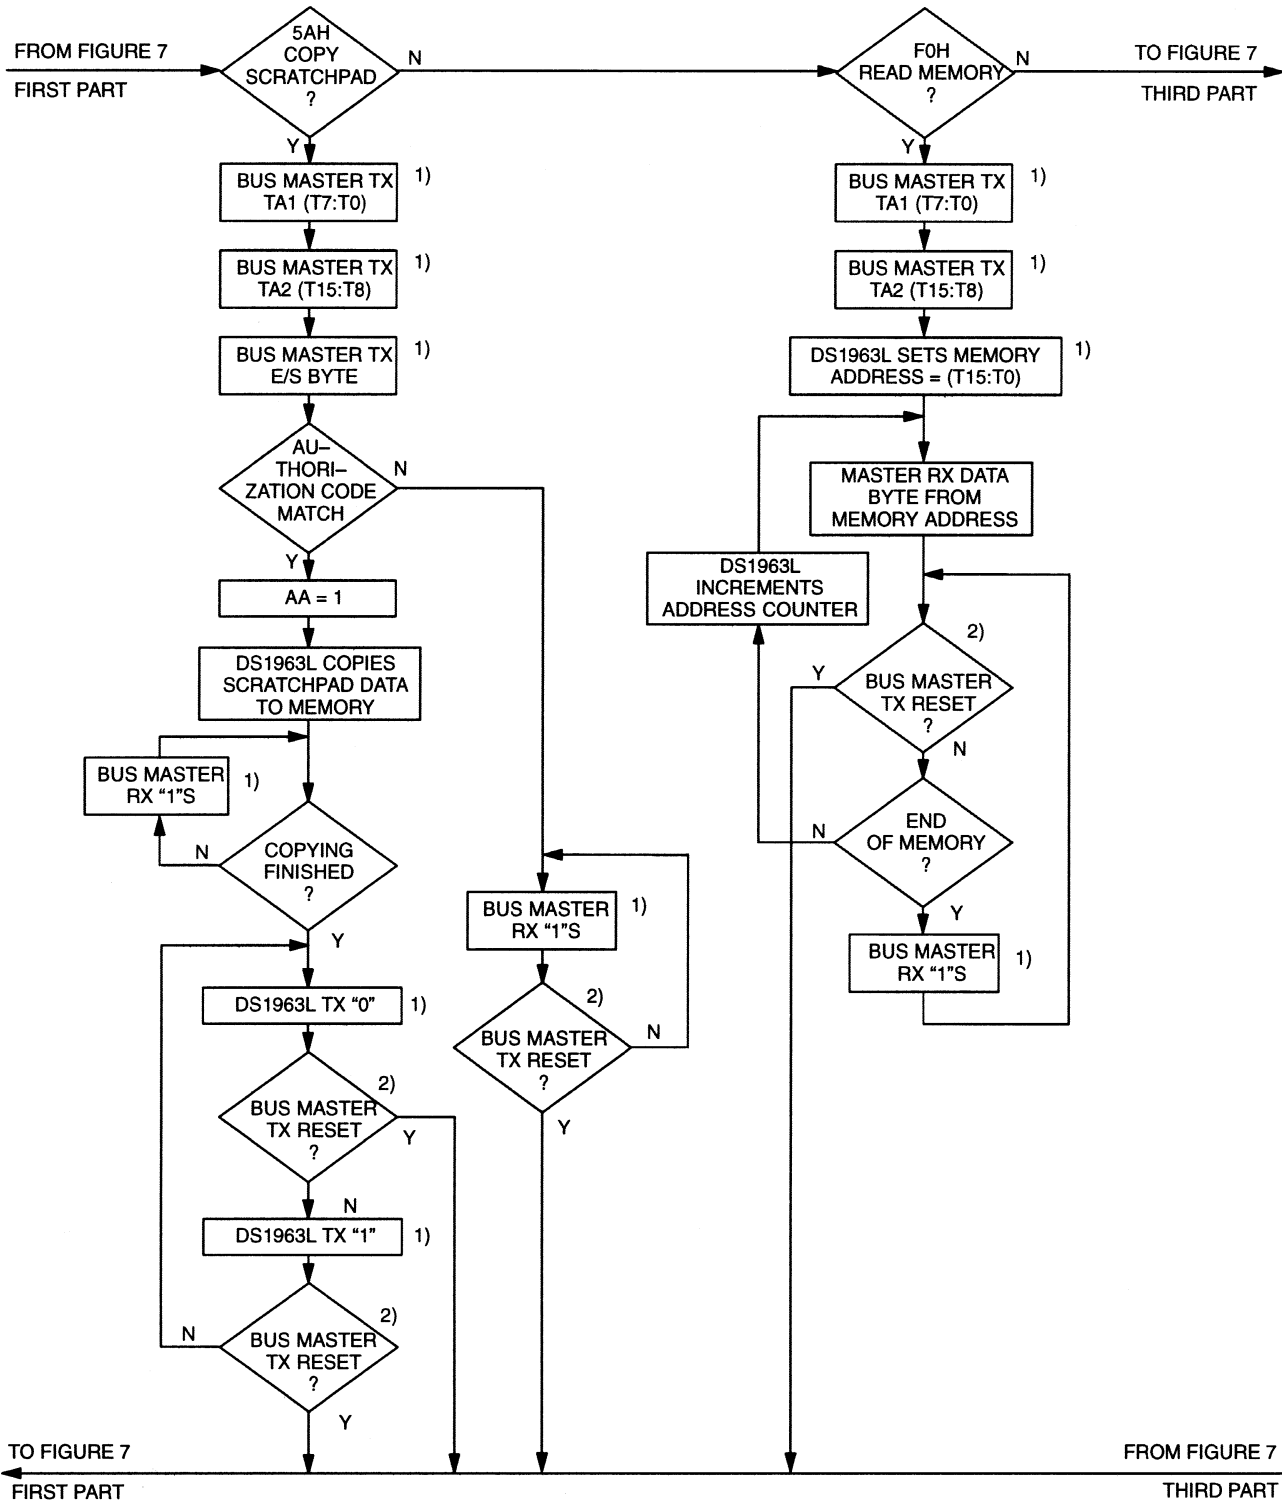 FROM FIGURE 7
FIRST PART
5AH
COPY
SCRATCHPAD
?
N
Y
F0H
READ MEMORY
?
N
Y
TO FIGURE 7
THIRD PART
BUS MASTER TX
TA1 (T7:T0)
1)
BUS MASTER TX
TA2 (T15:T8)
1)
BUS MASTER TX
E/S BYTE
1)
AU–
THORI–
ZATION CODE
MATCH
N
Y
AA = 1
DS1963L COPIES
SCRATCHPAD DATA
TO MEMORY
BUS MASTER
RX “1”S
1)
COPYING
FINISHED
?
N
Y
DS1963L TX “0”
1)
BUS MASTER
TX RESET
?
2)
Y
N
DS1963L TX “1”
1)
BUS MASTER
TX RESET
?
2)
N
Y
BUS MASTER
RX “1”S
1)
BUS MASTER
TX RESET
?
2)
N
Y
BUS MASTER TX
TA1 (T7:T0)
1)
BUS MASTER TX
TA2 (T15:T8)
1)
DS1963L SETS MEMORY
ADDRESS = (T15:T0)
1)
MASTER RX DATA
BYTE FROM
MEMORY ADDRESS
DS1963L
INCREMENTS
ADDRESS COUNTER
BUS MASTER
TX RESET
?
2)
Y
N
END
OF MEMORY
?
N
Y
BUS MASTER
RX “1”S
1)
TO FIGURE 7
FIRST PART
FROM FIGURE 7
THIRD PART